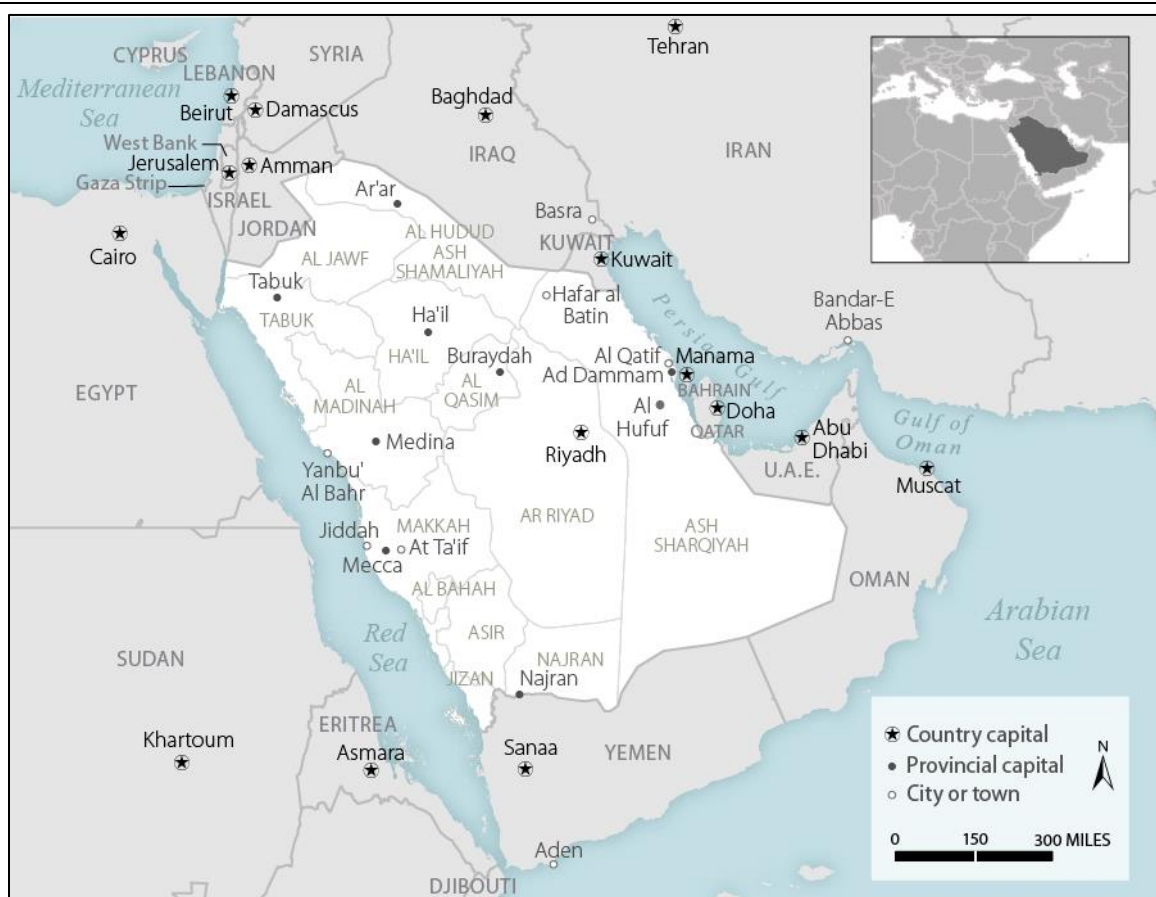 Tehran
CYPRUS
SYRIA
LEBANON
Mediterranean
Sea
Beirut
Damascus
Baghdad
West Bank
Jerusalem
Amman
IRAQ
IRAN
Gaza Strip
ISRAEL
Ar'ar
JORDAN
Basra
AL HUDUD
ASH
SHAMALIYAH
KUWAIT
Cairo
AL JAWF
Kuwait
Tabuk
Hafar al
Batin
Bandar-E
Abbas
TABUK
Ha'il
Persian Gulf
HA'IL
Buraydah
Al Qatif
Manama
Ad Dammam
BAHRAIN
EGYPT
AL
MADINAH
AL
QASIM
Al
Hufuf
Doha
QATAR
Abu
Dhabi
Gulf of
Oman
Medina
Riyadh
U.A.E.
Muscat
Yanbu'
Al Bahr
AR RIYAD
ASH
SHARQIYAH
Jiddah
MAKKAH
At Ta'if
Mecca
OMAN
AL BAHAH
Arabian
Sea
Red
Sea
ASIR
SUDAN
NAJRAN
JIZAN
Najran
ERITREA
Khartoum
Asmara
Sanaa
YEMEN
Aden
DJIBOUTI
Country capital
Provincial capital
City or town
N
0 150 300 MILES